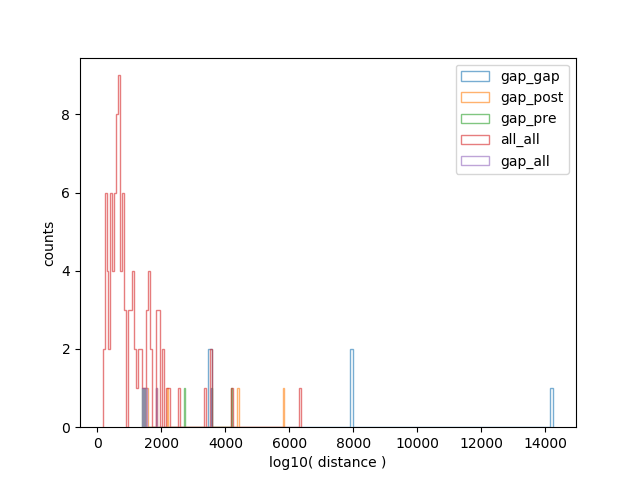 gap_gap
gap_post
gap_pre
all_all
gap_all
counts
8
6
4
2
0
0 2000 4000 6000 8000 10000 12000 14000
log10( distance )